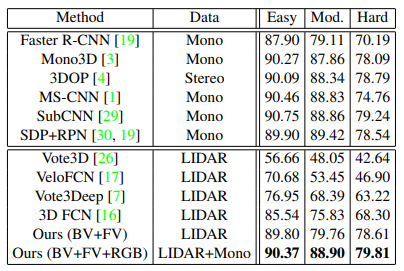 Method Data Easy Mod. Hard
Faster R-CNN [19] Mono 87.90 79.11 70.19
Mono3D [3] Mono 90.27 87.86 78.09
3DOP [4] Stereo 90.09 88.34 78.79
MS-CNN [1] Mono 90.46 88.83 74.76
SubCNN [29] Mono 90.75 88.86 79.24
SDP+RPN [30, 19] Mono 89.90 89.42 78.54
Vote3D [26] LIDAR 56.66 48.05 42.64
VeloFCN [17] LIDAR 70.68 53.45 46.90
Vote3Deep [7] LIDAR 76.95 68.39 63.22
3D FCN [16] LIDAR 85.54 75.83 68.30
Ours (BV+FV) LIDAR 89.80 79.76 78.61
Ours (BV+FV+RGB) LIDAR+Mono 90.37 88.90 79.81